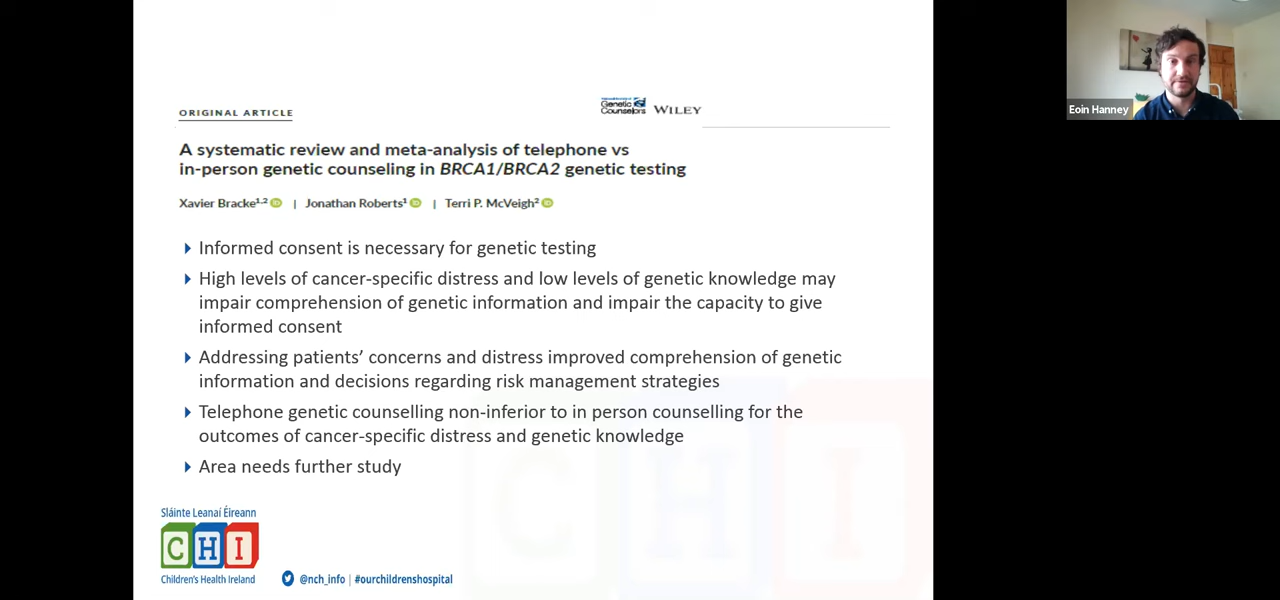 ORIGINAL ARTICLE
Genetic
Counselors WILEY
A systematic review and meta-analysis of telephone vs
in-person genetic counseling in BRCA1/BRCA2 genetic testing
Xavier Bracke1,2 | Jonathan Roberts1 | Terri P. McVeigh2
Informed consent is necessary for genetic testing
High levels of cancer-specific distress and low levels of genetic knowledge may
impair comprehension of genetic information and impair the capacity to give
informed consent
Addressing patients’ concerns and distress improved comprehension of genetic
information and decisions regarding risk management strategies
Telephone genetic counselling non-inferior to in person counselling for the
outcomes of cancer-specific distress and genetic knowledge
Area needs further study
Sláinte Leanaí Éireann
CHI
Children's Health Ireland
@nch_info | #ourchildrenshospital
CHI
Eoin Hanney